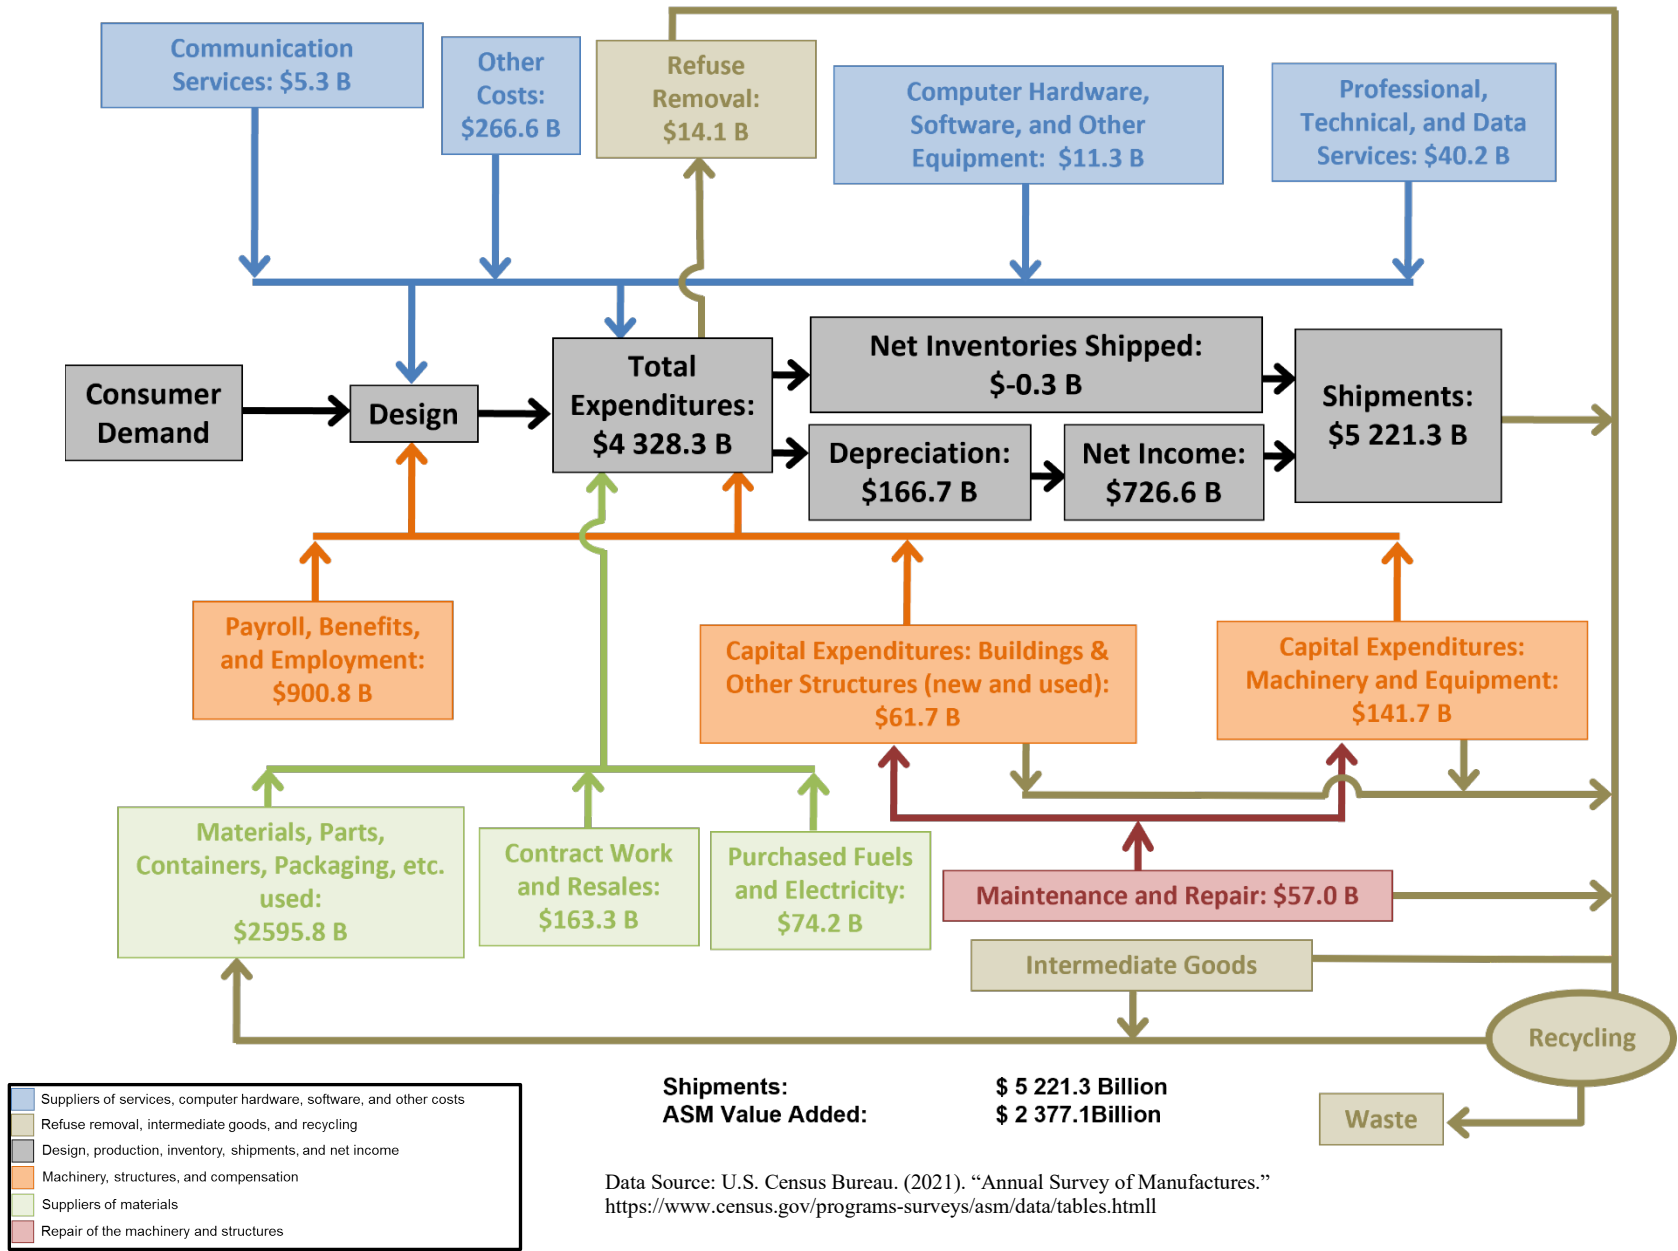 Communication
Services: $5.3 B
Other
Costs:
$266.6 B
Refuse
Removal:
$14.1 B
Computer Hardware,
Software, and Other
Equipment: $11.3 B
Professional,
Technical, and Data
Services: $40.2 B
Consumer
Demand
Design
Total
Expenditures:
$4 328.3 B
Net Inventories Shipped:
$-0.3 B
Depreciation:
$166.7 B
Net Income:
$726.6 B
Shipments:
$5 221.3 B
Payroll, Benefits,
and Employment:
$900.8 B
Capital Expenditures: Buildings &
Other Structures (new and used):
$61.7 B
Capital Expenditures:
Machinery and Equipment:
$141.7 B
Materials, Parts,
Containers, Packaging, etc.
used:
$2595.8 B
Contract Work
and Resales:
$163.3 B
Purchased Fuels
and Electricity:
$74.2 B
Maintenance and Repair: $57.0 B
Intermediate Goods
Recycling
Waste
Shipments: $ 5 221.3 Billion
ASM Value Added: $ 2 377.1Billion
Suppliers of services, computer hardware, software, and other costs
Refuse removal, intermediate goods, and recycling
Design, production, inventory, shipments, and net income
Machinery, structures, and compensation
Suppliers of materials
Repair of the machinery and structures
Data Source: U.S. Census Bureau. (2021). “Annual Survey of Manufactures.”
https://www.census.gov/programs-surveys/asm/data/tables.htmll